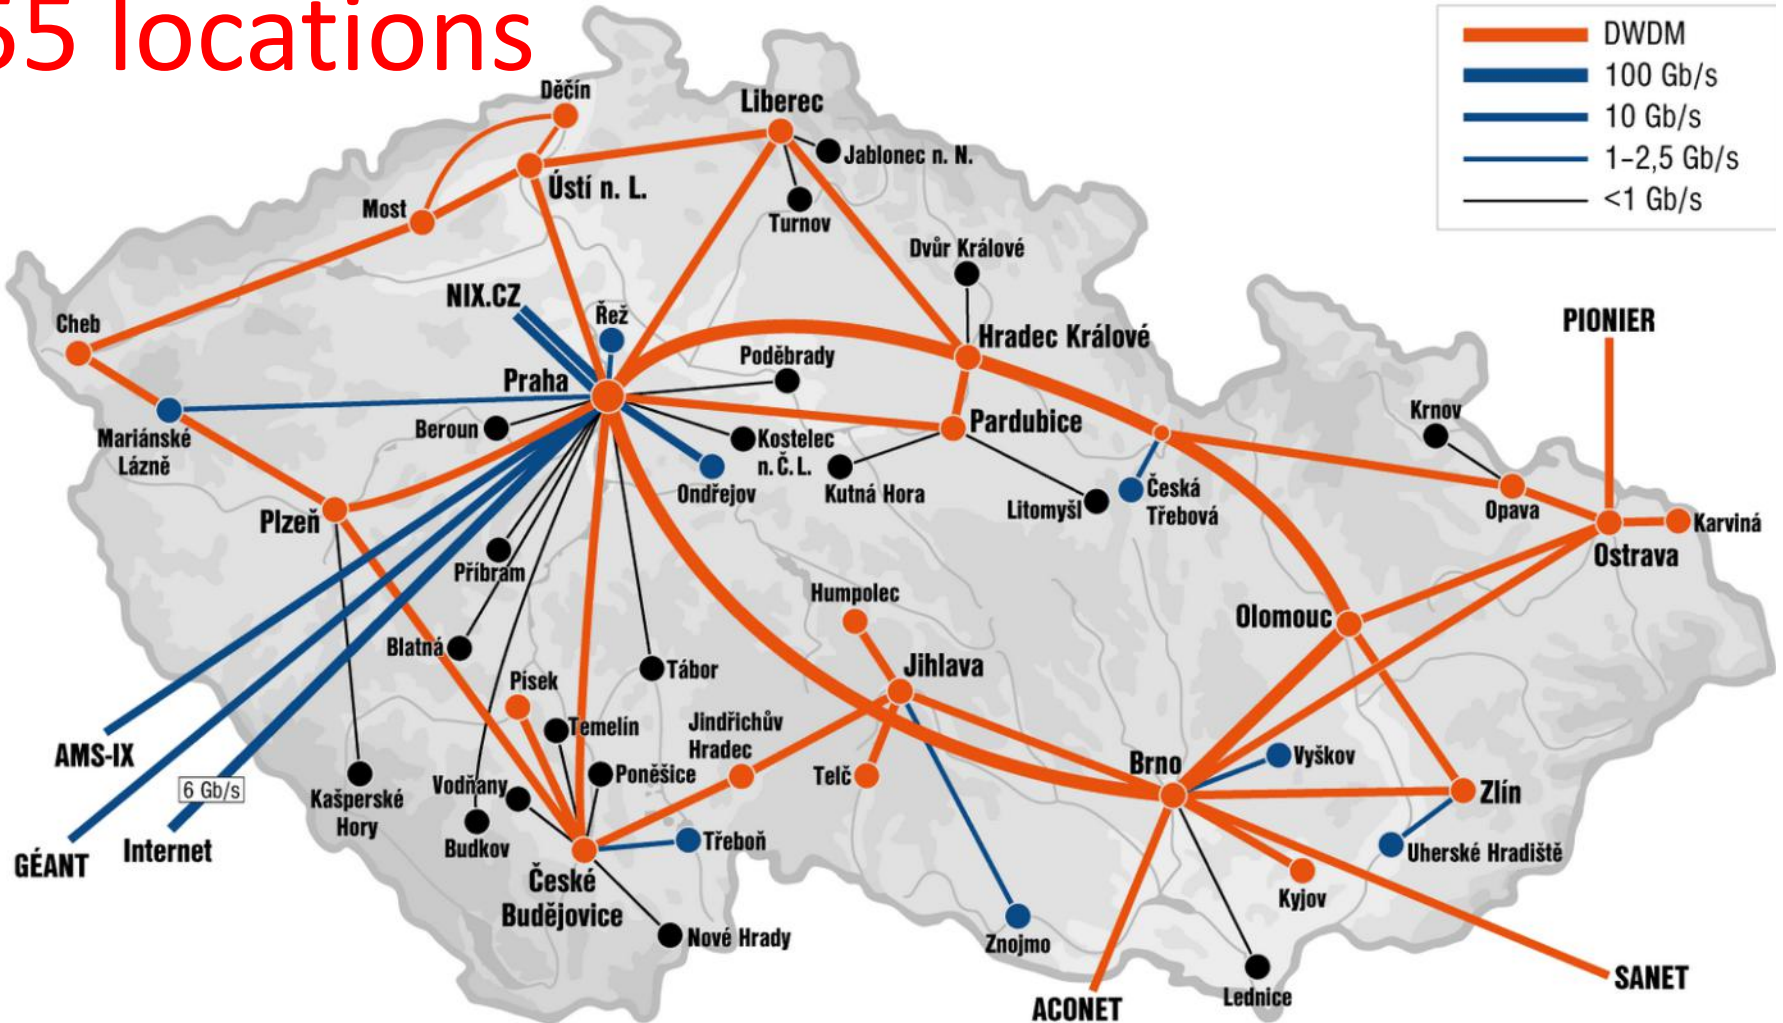 55 locations
DWDM
100 Gb/s
10 Gb/s
1–2,5 Gb/s
<1 Gb/s
Děčín
Liberec
Jablonec n. N.
Ústí n. L.
Most
Turnov
Dvůr Králové
NIX.CZ
Řež
PIONIER
Cheb
Hradec Králové
Poděbrady
Praha
Krnov
Pardubice
Beroun
Mariánské
Lázně
Kostelec
n. Č. L.
Ondřejov
Kutná Hora
Litomyšl
Česká
Třebová
Opava
Karviná
Plzeň
Ostrava
Příbram
Humpolec
Olomouc
Blatná
Tábor
Jihlava
Písek
Temelín
Jindřichův
Hradec
AMS-IX
6 Gb/s
Kašperské
Hory
Vodňany
Poněšice
Telč
Brno
Vyškov
Zlín
GÉANT
Internet
Budkov
Třeboň
Uherské Hradiště
České
Budějovice
Kyjov
Nové Hrady
Znojmo
SANET
ACONET
Lednice